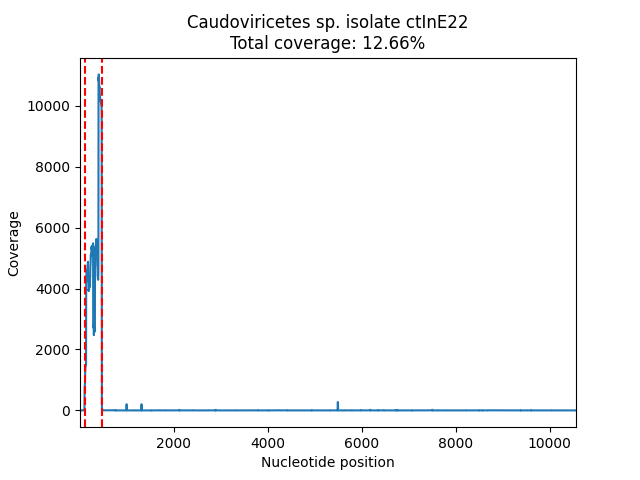 Caudoviricetes sp. isolate ctInE22
Total coverage: 12.66%
Coverage
10000
8000
6000
4000
2000
0
2000 4000 6000 8000 10000
Nucleotide position